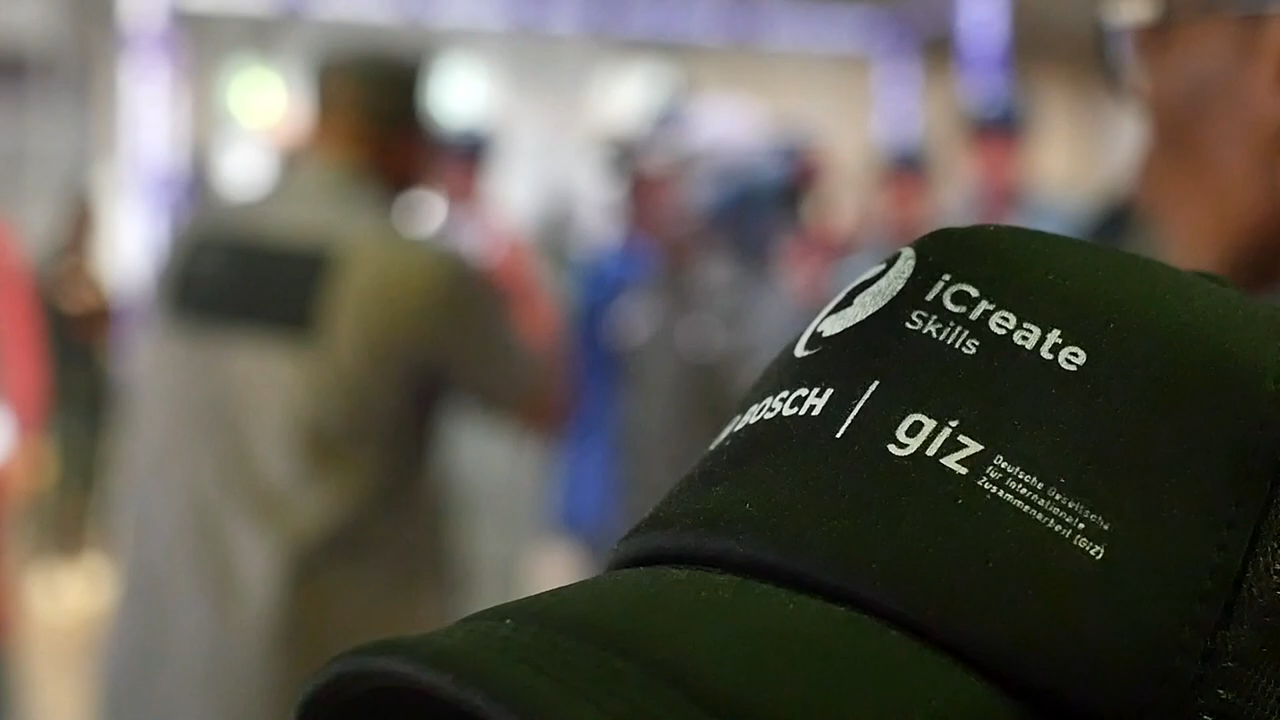 iCreate
Skills
BOSCH | giz
Deutsche Gesellschaft
für Internationale
Zusammenarbeit (GIZ)